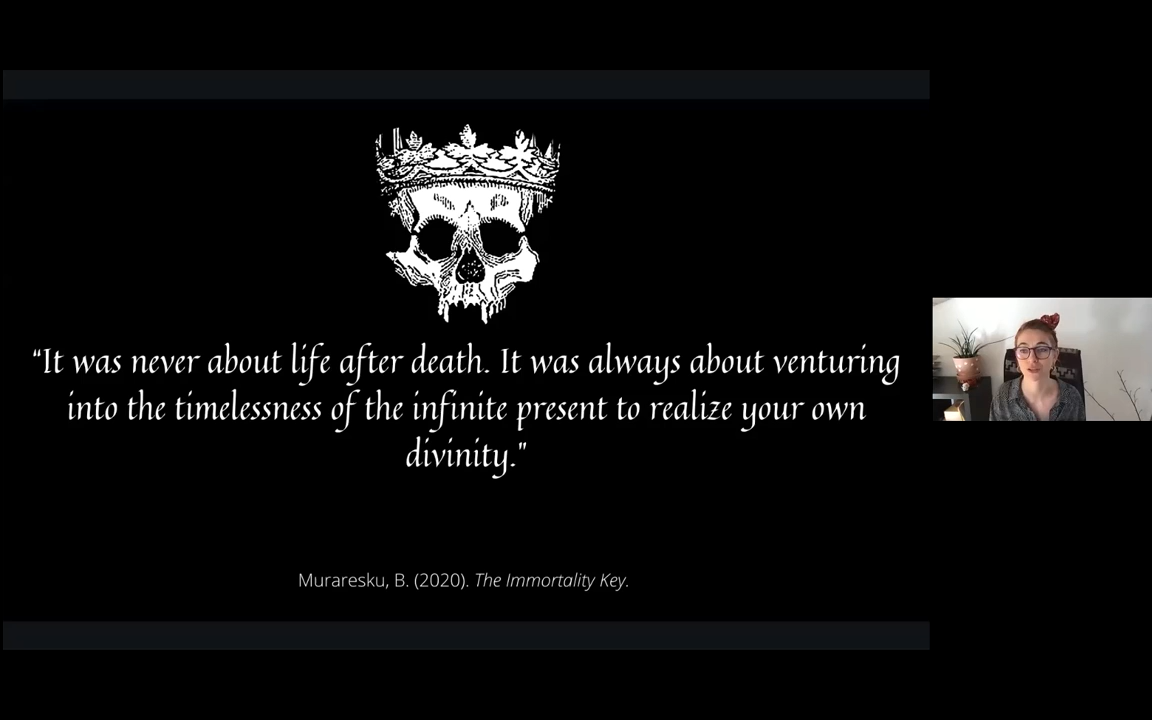 “It was never about life after death. It was always about venturing
into the timelessness of the infinite present to realize your own
divinity."
Muraresku, B. (2020). The Immortality Key.